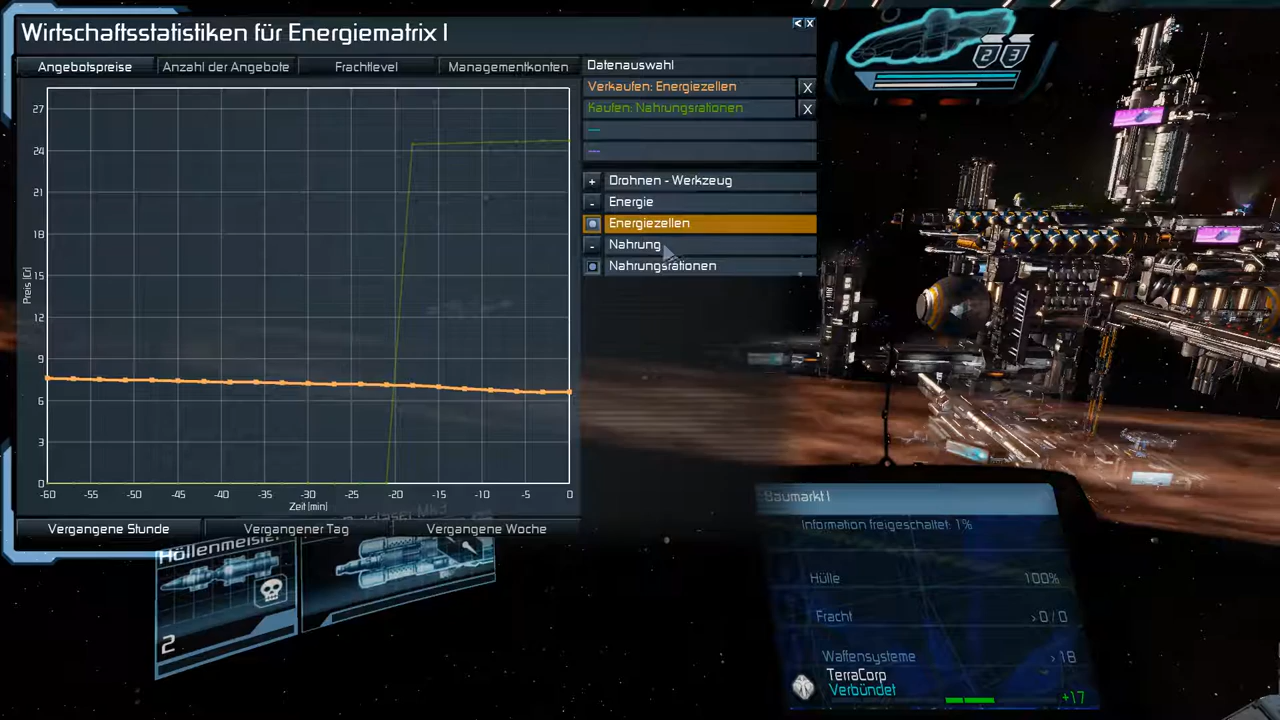 Wirtschaftsstatistiken für Energiematrix I
< X
Angebotspreise
Anzahl der Angebote
Frachtlevel
Managementkonten
Datenauswahl
Verkaufen: Energiezellen X
Kaufen: Nahrungsrationen X
---
---
+ Drohnen - Werkzeug
- Energie
Energiezellen
- Nahrung
Nahrungsrationen
Preis [Cr]
27
24
21
18
15
12
9
6
3
0
-60 -55 -50 -45 -40 -35 -30 -25 -20 -15 -10 -5 0
Zeit [min]
Vergangene Stunde
Vergangener Tag
Vergangene Woche
2 3
Höllenmeister
2
Baumarkt I
Information freigeschaltet: 1%
Hülle 100%
Fracht > 0 / 0
Waffensysteme > 18
TerraCorp
Verbündet
+17